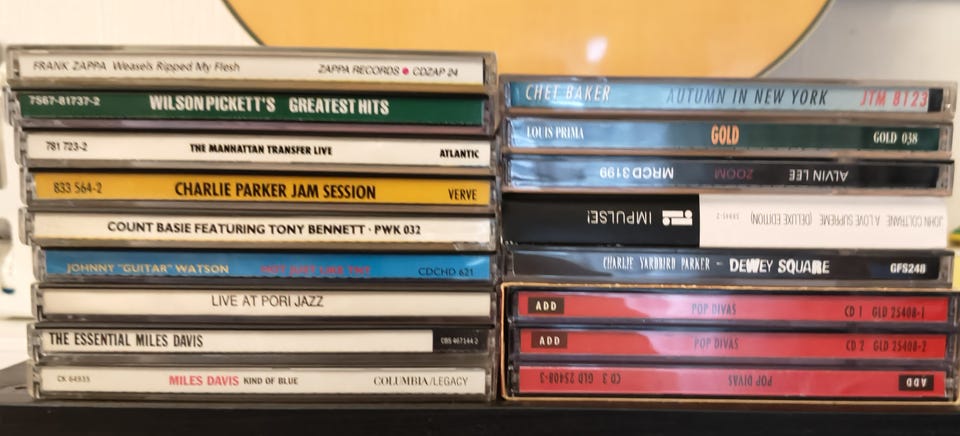 FRANK ZAPPA Weasels Ripped My Flesh ZAPPA RECORDS • CDZAP 24
7567-81737-2 WILSON PICKETT'S GREATEST HITS
781 723-2 THE MANHATTAN TRANSFER LIVE ATLANTIC
833 564-2 CHARLIE PARKER JAM SESSION VERVE
COUNT BASIE FEATURING TONY BENNETT · PWK 032
JOHNNY "GUITAR" WATSON CDCHD 621
LIVE AT PORI JAZZ
THE ESSENTIAL MILES DAVIS CBS 467144 2
CK 64935 MILES DAVIS KIND OF BLUE COLUMBIA/LEGACY
CHET BAKER AUTUMN IN NEW YORK JTM 8123
LOUIS PRIMA GOLD GOLD 038
ALVIN LEE ZOOM MRCD3199
JOHN COLTRANE A LOVE SUPREME (DELUXE EDITION) IMPULSE!
CHARLIE YARDBIRD PARKER - DEWEY SQUARE GFS248
ADD POP DIVAS CD 1 GLD 25408-1
ADD POP DIVAS CD 2 GLD 25408-2
ADD POP DIVAS CD 3 GLD 25408-3